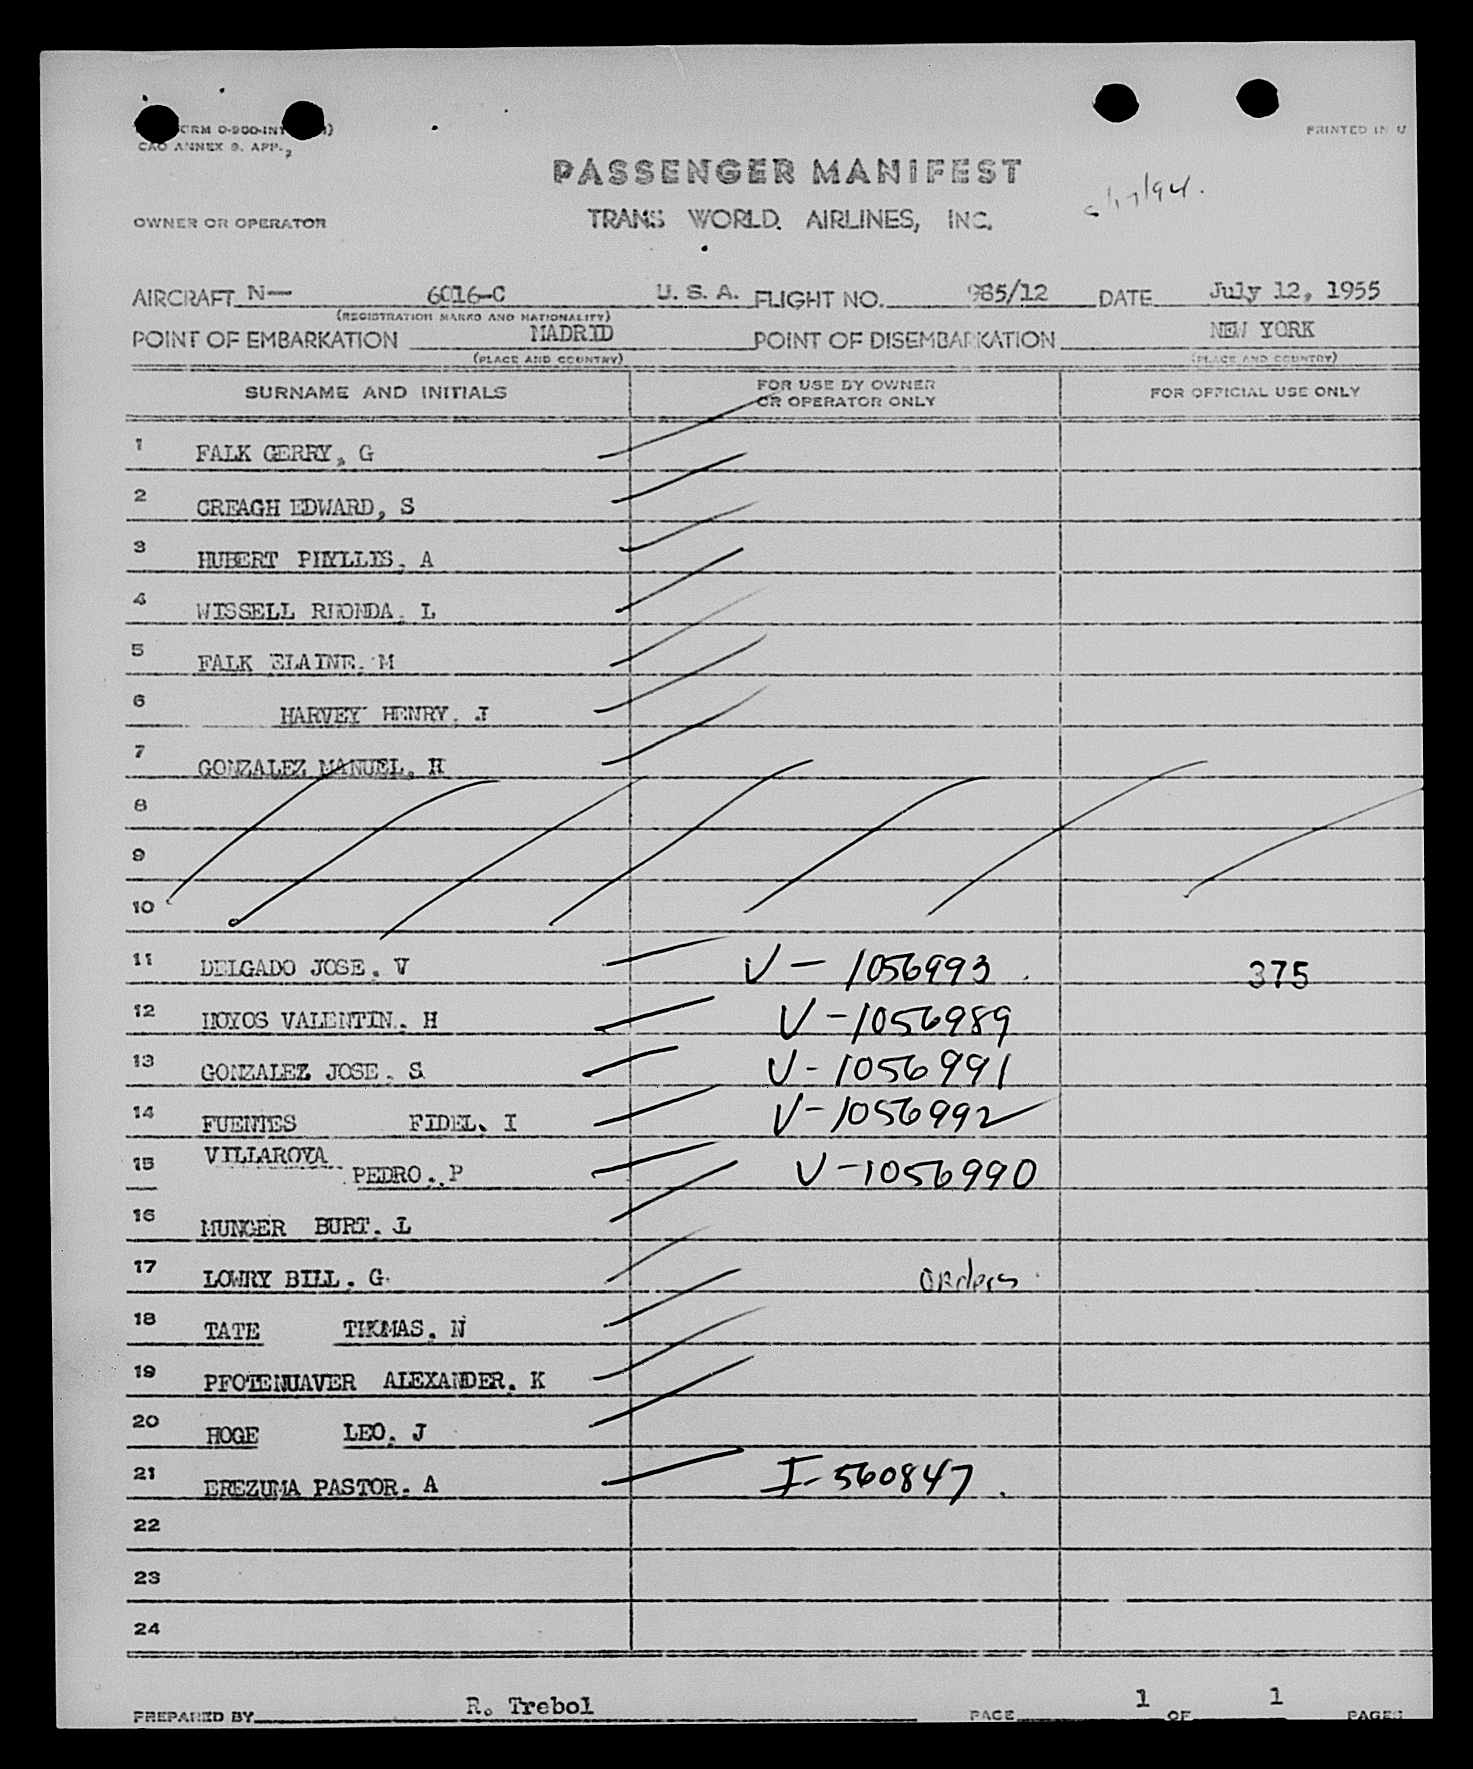 FORM O-900-INT
CAO ANNEX 9. APP. 2
PRINTED IN U
PASSENGER MANIFEST
OWNER OR OPERATOR TRANS WORLD AIRLINES, INC.
AIRCRAFT N— 6016-C U. S. A. FLIGHT NO. 985/12 DATE July 12, 1955
(REGISTRATION MARKS AND NATIONALITY)
POINT OF EMBARKATION MADRID POINT OF DISEMBARKATION NEW YORK
(PLACE AND COUNTRY) (PLACE AND COUNTRY)
SURNAME AND INITIALS FOR USE BY OWNER OR OPERATOR ONLY FOR OFFICIAL USE ONLY
1 FALK GERRY, G
2 CREAGH EDWARD, S
3 HUBERT PHYLLIS, A
4 WISSELL RHONDA, L
5 FALK ELAINE. M
6 HARVEY HENRY, J
7 GONZALEZ MANUEL, H
8
9
10
11 DELGADO JOSE, V V-1056993 375
12 HOYOS VALENTIN. H V-1056989
13 GONZALEZ JOSE. S V-1056991
14 FUENTES FIDEL. I V-1056992
15 VILLAROYA PEDRO., P V-1056990
16 MUNGER BURT. L
17 LOWRY BILL. G. Orders
18 TATE THOMAS. N
19 PFOTENUAVER ALEXANDER. K
20 HOGE LEO. J
21 EREZUMA PASTOR. A I-560847
22
23
24
PREPARED BY R. Trebol PAGE 1 OF 1 PAGES